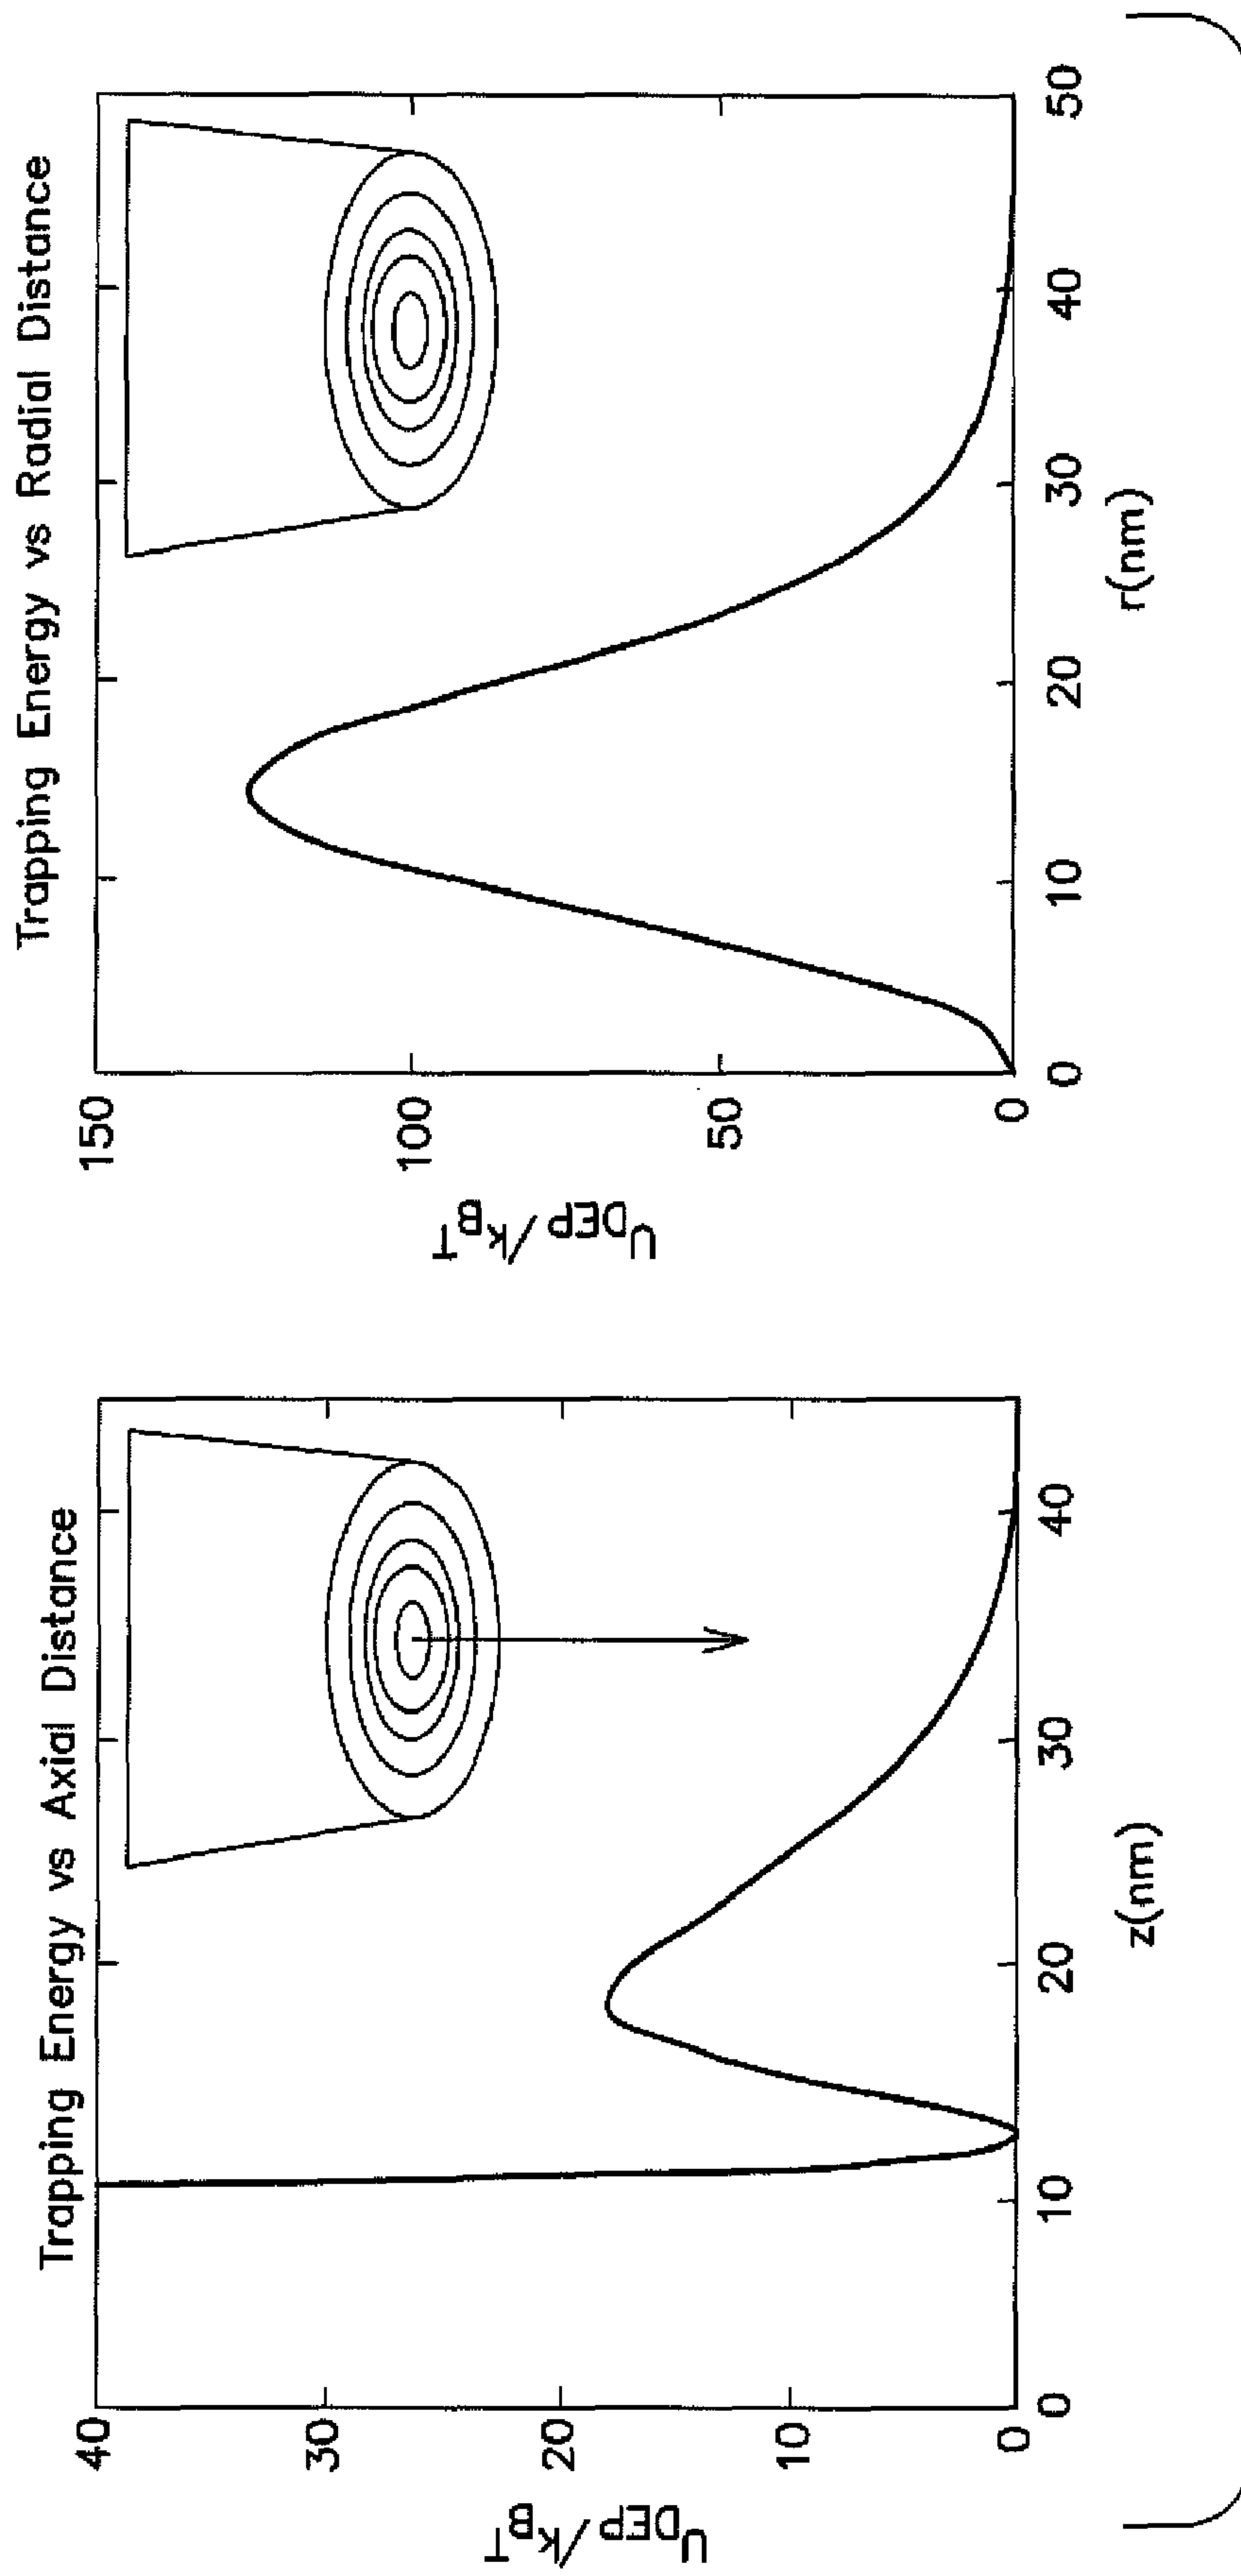 Trapping Energy vs Axial Distance
40
30
20
10
0
U_DEP/k_BT
0 10 20 30 40
z(nm)
Trapping Energy vs Radial Distance
150
100
50
0
U_DEP/k_BT
0 10 20 30 40 50
r(nm)